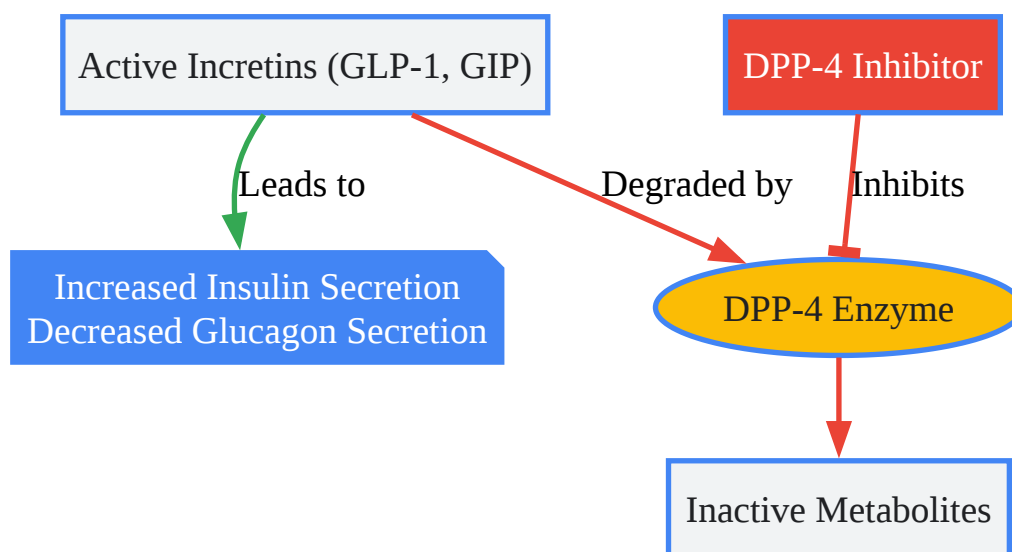 Active Incretins (GLP-1, GIP)
DPP-4 Inhibitor
Leads to
Degraded by
Inhibits
Increased Insulin Secretion
Decreased Glucagon Secretion
DPP-4 Enzyme
Inactive Metabolites